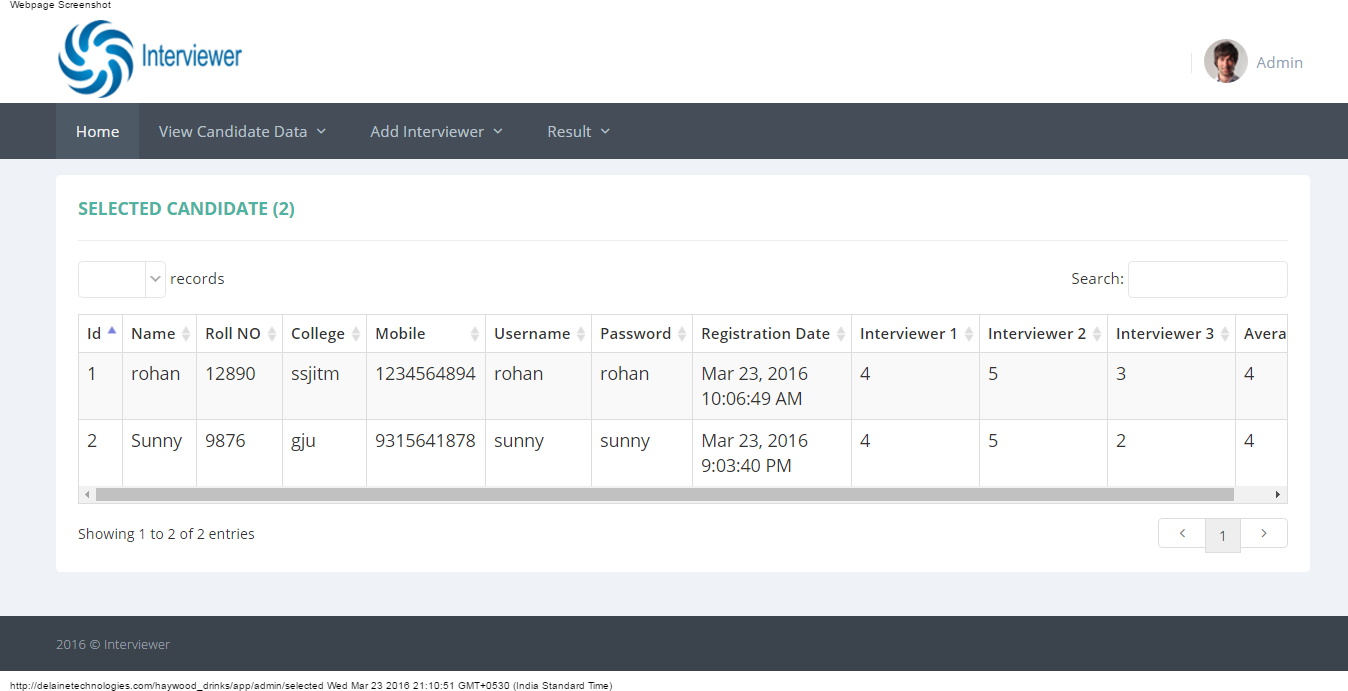 Webpage Screenshot
Interviewer
Admin
Home View Candidate Data Add Interviewer Result
SELECTED CANDIDATE (2)
records Search:
Id Name Roll NO College Mobile Username Password Registration Date Interviewer 1 Interviewer 2 Interviewer 3 Avera
1 rohan 12890 ssjitm 1234564894 rohan rohan Mar 23, 2016 4 5 3 4
10:06:49 AM
2 Sunny 9876 gju 9315641878 sunny sunny Mar 23, 2016 4 5 2 4
9:03:40 PM
Showing 1 to 2 of 2 entries
1
2016 © Interviewer
http://delainetechnologies.com/haywood_drinks/app/admin/selected Wed Mar 23 2016 21:10:51 GMT+0530 (India Standard Time)